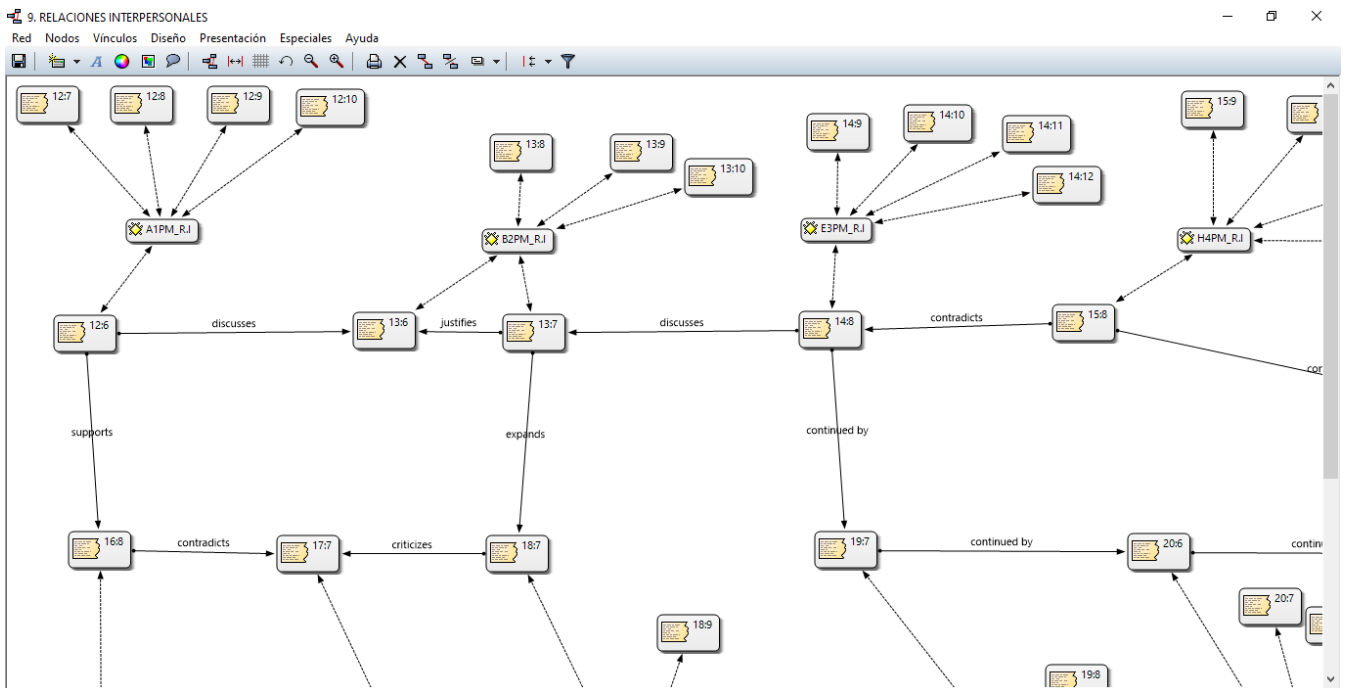 9. RELACIONES INTERPERSONALES
Red Nodos Vínculos Diseño Presentación Especiales Ayuda
12:7
12:8
12:9
12:10
13:8
13:9
13:10
14:9
14:10
14:11
14:12
15:9
A1PM_R.I
B2PM_R.I
E3PM_R.I
H4PM_R.I
12:6
discusses
13:6
justifies
13:7
discusses
14:8
contradicts
15:8
supports
expands
continued by
16:8
contradicts
17:7
criticizes
18:7
19:7
continued by
20:6
18:9
20:7
19:8